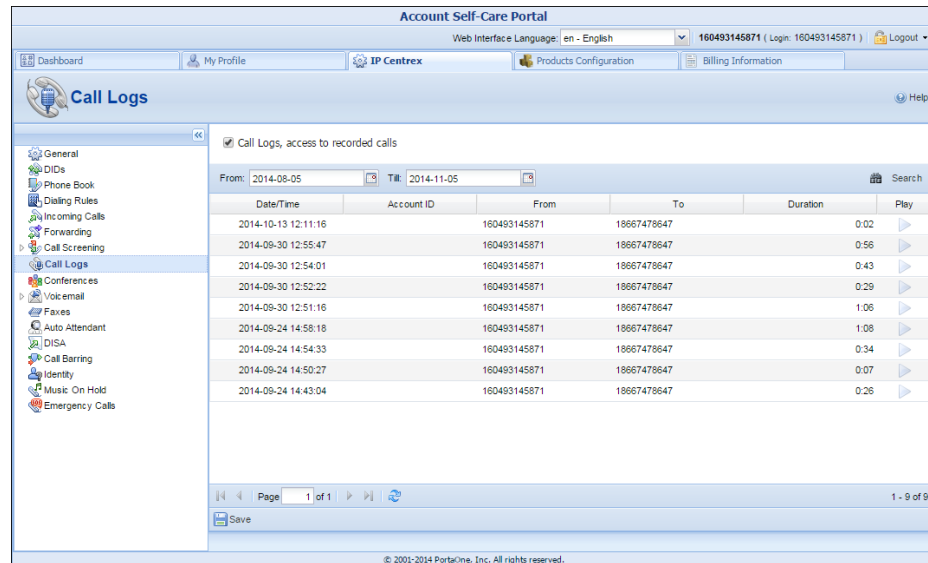 Account Self-Care Portal
Web Interface Language: en - English 160493145871 ( Login: 160493145871 ) Logout
Dashboard My Profile IP Centrex Products Configuration Billing Information
Call Logs Help
General
DIDs
Phone Book
Dialing Rules
Incoming Calls
Forwarding
Call Screening
Call Logs
Conferences
Voicemail
Faxes
Auto Attendant
DISA
Call Barring
Identity
Music On Hold
Emergency Calls
Call Logs, access to recorded calls
From: 2014-08-05 Till: 2014-11-05 Search
Date/Time Account ID From To Duration Play
2014-10-13 12:11:16 160493145871 18667478647 0:02
2014-09-30 12:55:47 160493145871 18667478647 0:56
2014-09-30 12:54:01 160493145871 18667478647 0:43
2014-09-30 12:52:22 160493145871 18667478647 0:29
2014-09-30 12:51:16 160493145871 18667478647 1:06
2014-09-24 14:58:18 160493145871 18667478647 1:08
2014-09-24 14:54:33 160493145871 18667478647 0:34
2014-09-24 14:50:27 160493145871 18667478647 0:07
2014-09-24 14:43:04 160493145871 18667478647 0:26
Page 1 of 1 1 - 9 of 9
Save
© 2001-2014 PortaOne, Inc. All rights reserved.